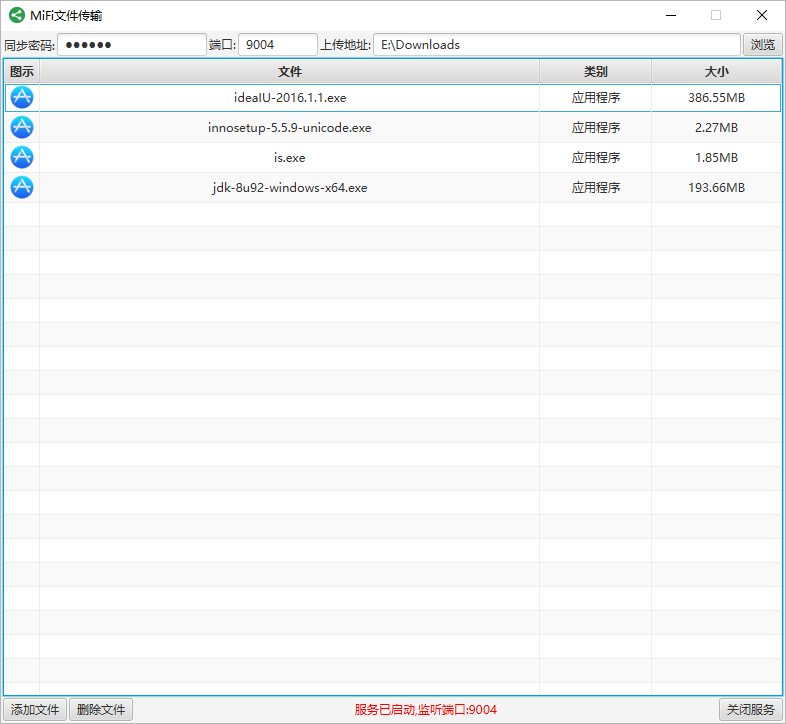 MiFi文件传输
同步密码: ●●●●●● 端口: 9004 上传地址: E:\Downloads 浏览
图示 文件 类别 大小
ideaIU-2016.1.1.exe 应用程序 386.55MB
innosetup-5.5.9-unicode.exe 应用程序 2.27MB
is.exe 应用程序 1.85MB
jdk-8u92-windows-x64.exe 应用程序 193.66MB
添加文件 删除文件 服务已启动,监听端口:9004 关闭服务